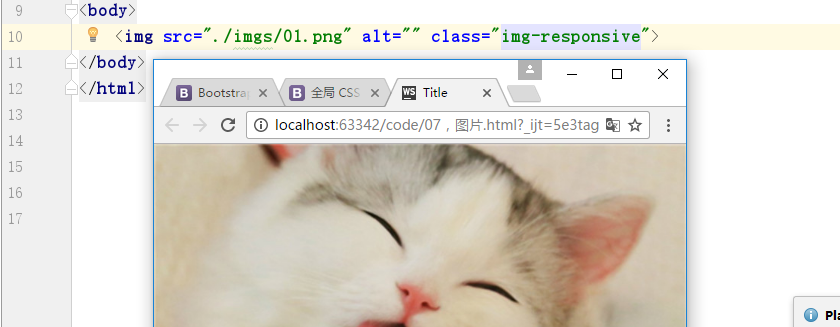 9 <body>
10 <img src="./imgs/01.png" alt="" class="img-responsive">
11 </body>
12 </html>
13
14
15
16
17
B Bootstrap × B 全局 CSS × WS Title ×
localhost:63342/code/07，图片.html?_ijt=5e3tag